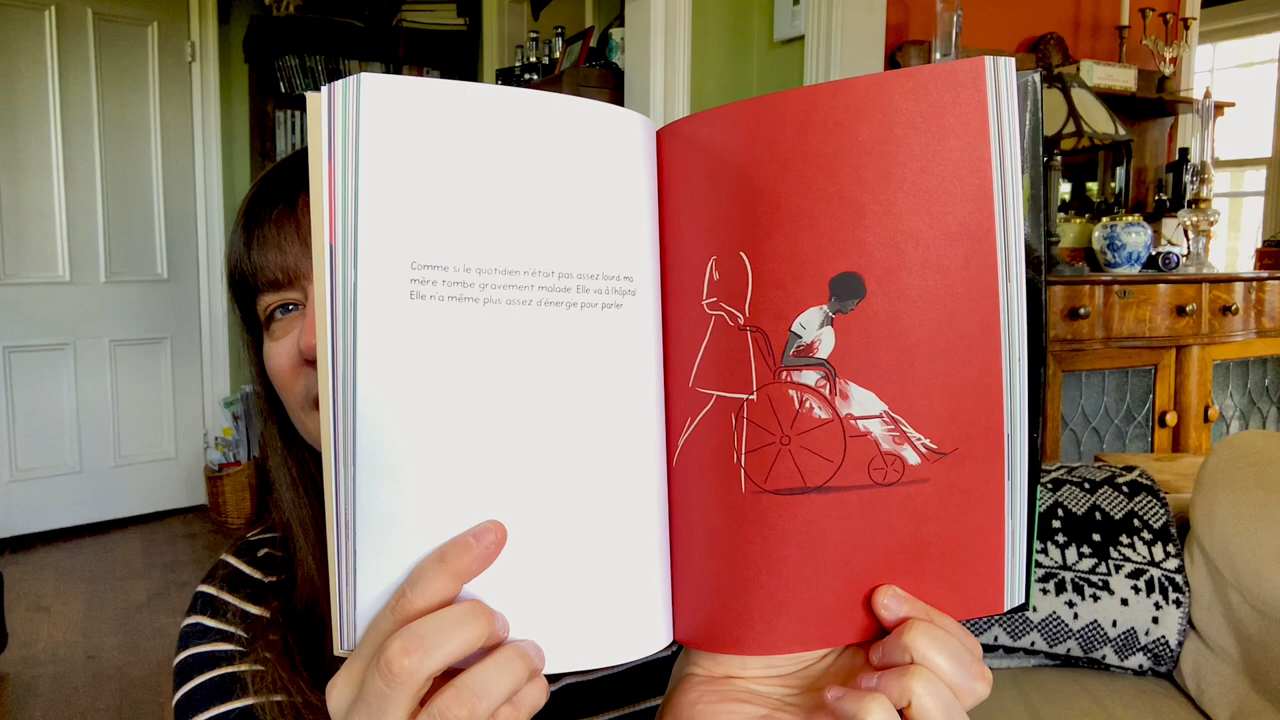 Comme si le quotidien n'était pas assez lourd, ma
mère tombe gravement malade. Elle va à l'hôpital
Elle n'a même plus assez d'énergie pour parler